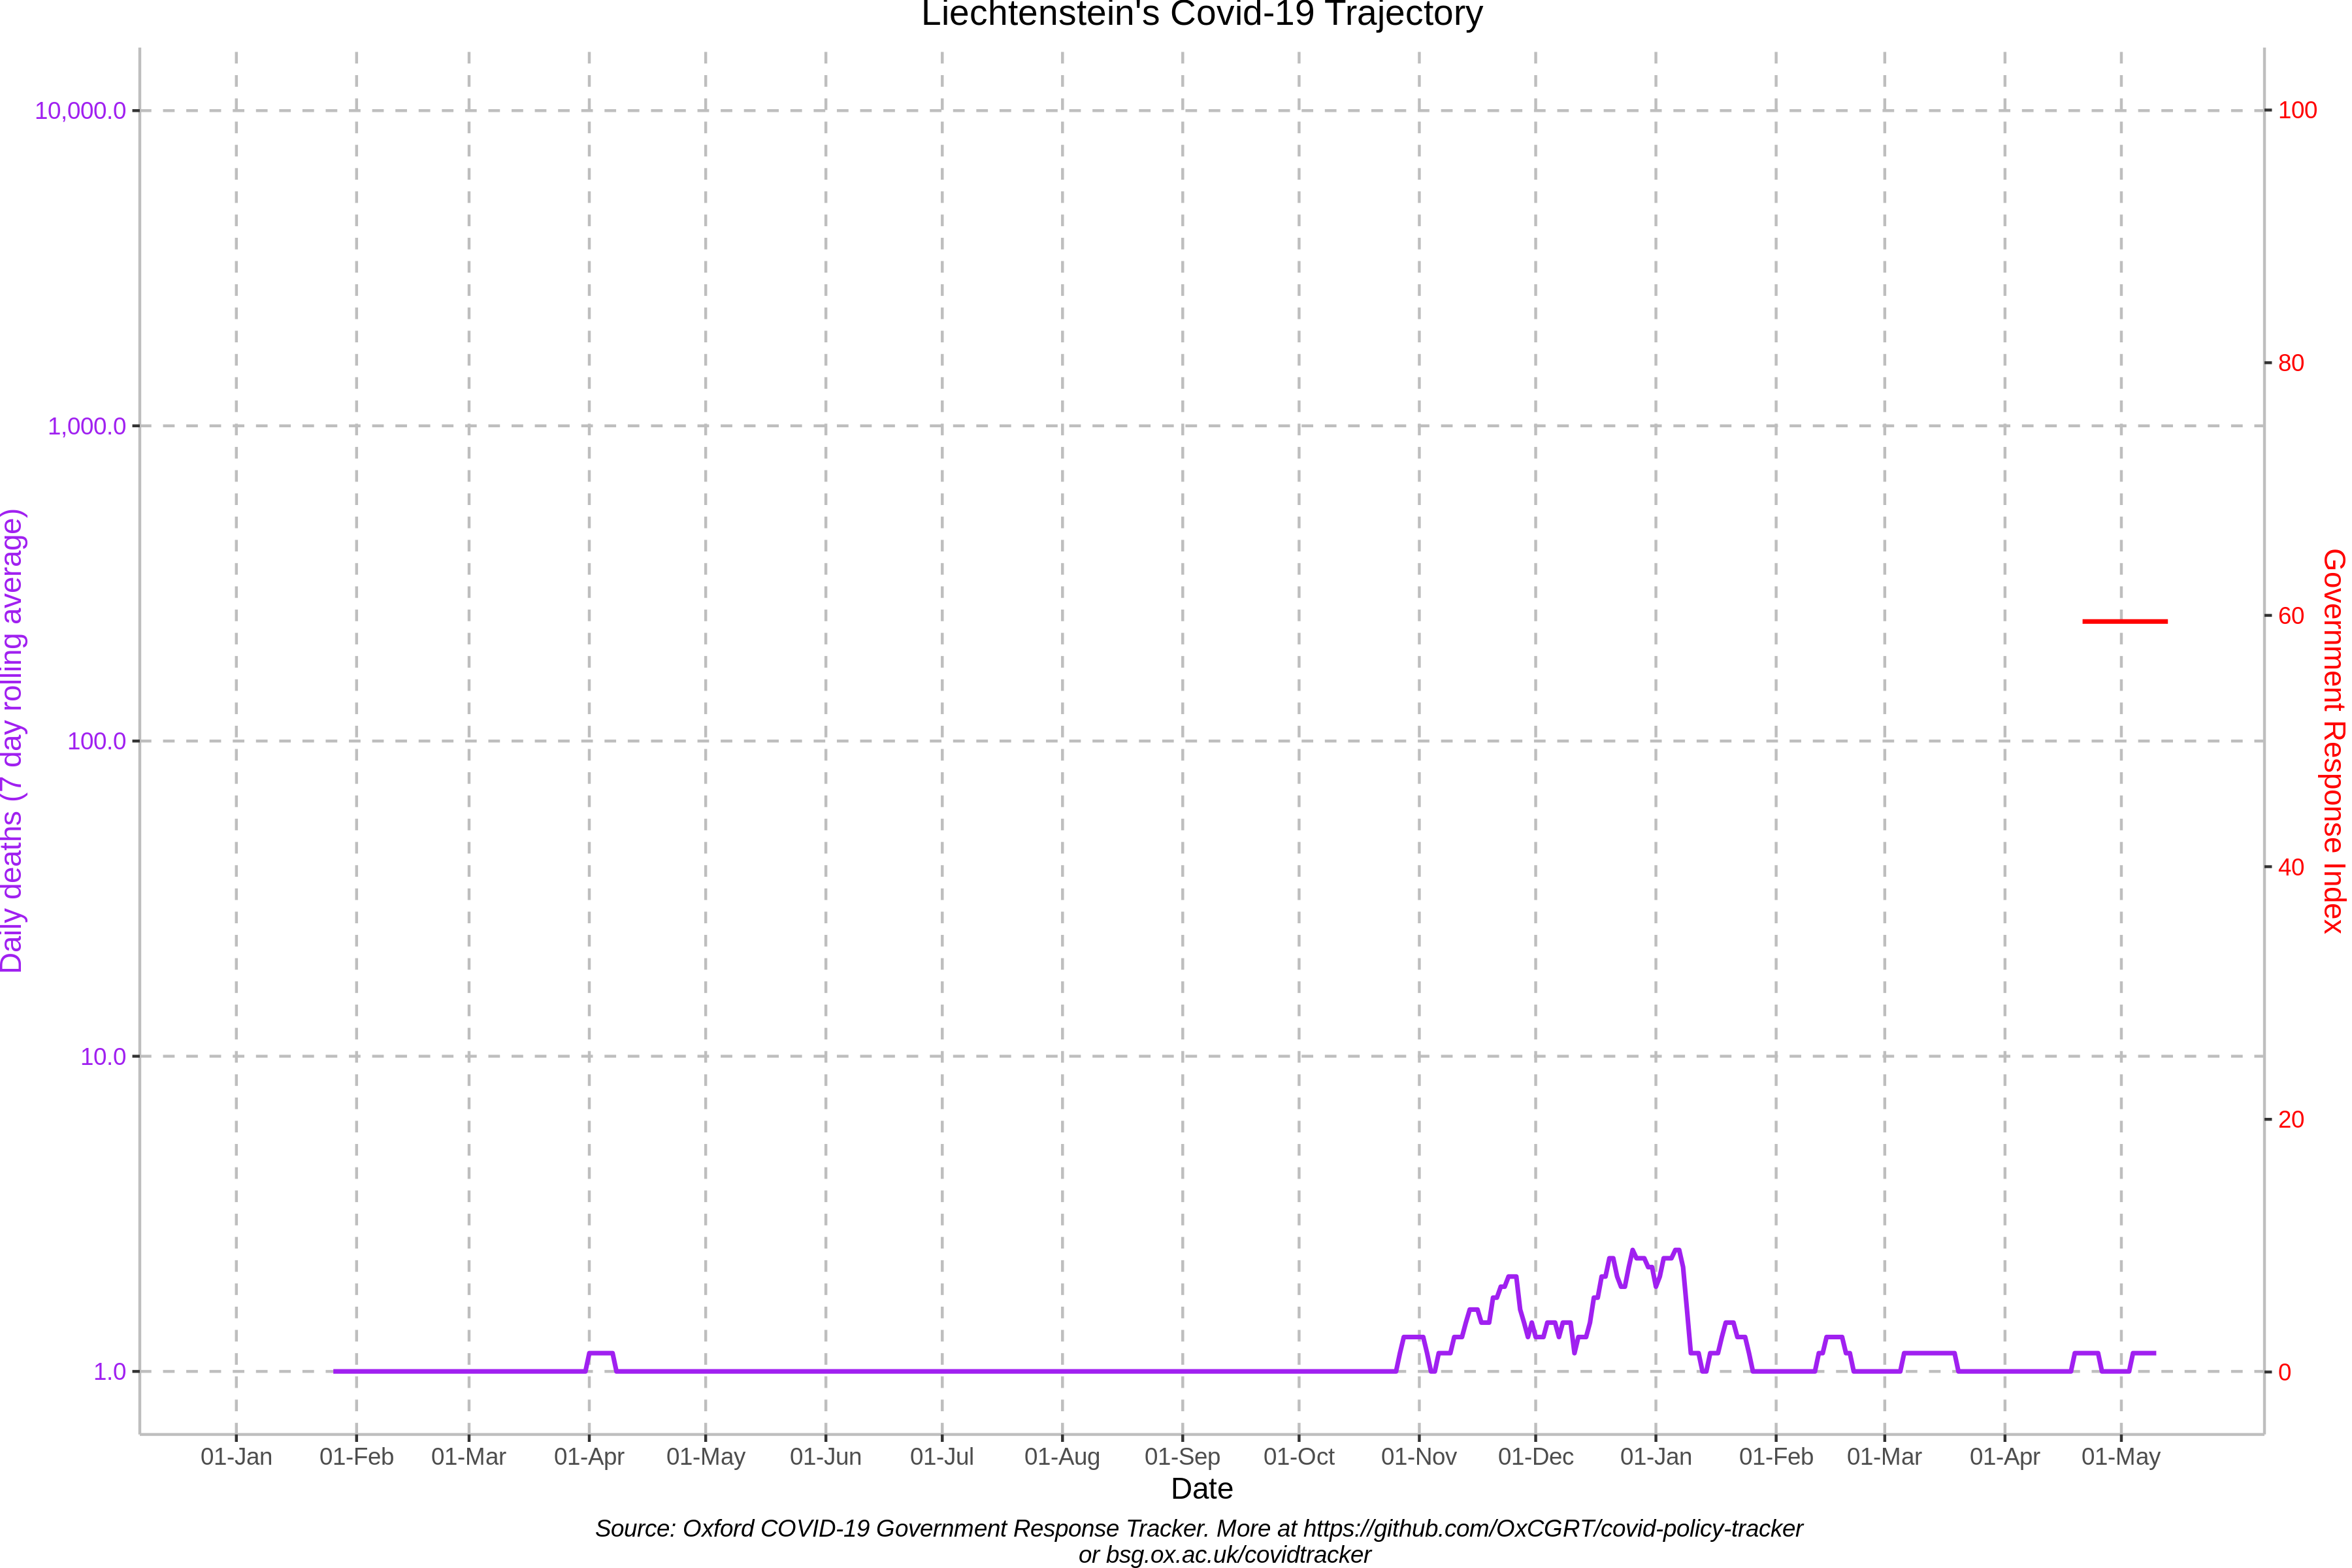 Liechtenstein's Covid-19 Trajectory
10,000.0
1,000.0
100.0
10.0
1.0
Daily deaths (7 day rolling average)
100
80
60
40
20
0
Government Response Index
01-Jan 01-Feb 01-Mar 01-Apr 01-May 01-Jun 01-Jul 01-Aug 01-Sep 01-Oct 01-Nov 01-Dec 01-Jan 01-Feb 01-Mar 01-Apr 01-May
Date
Source: Oxford COVID-19 Government Response Tracker. More at https://github.com/OxCGRT/covid-policy-tracker
or bsg.ox.ac.uk/covidtracker